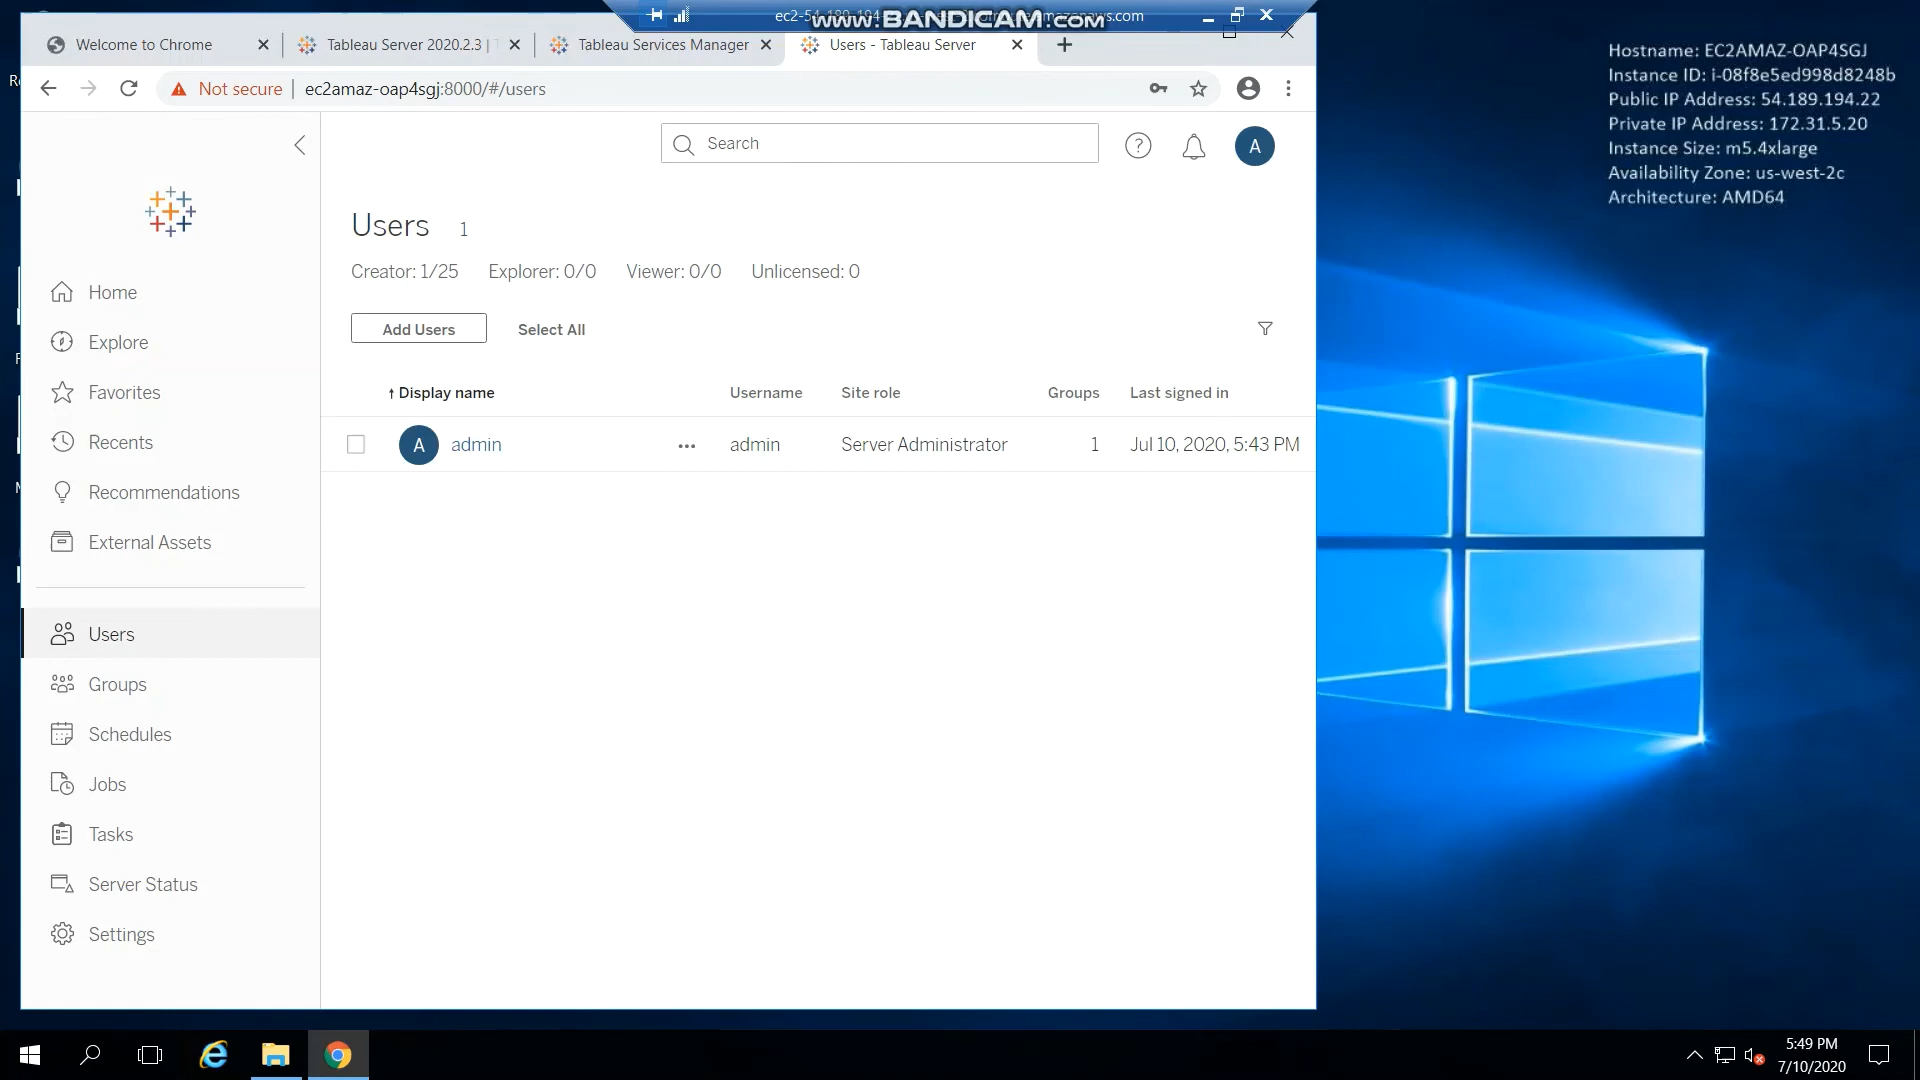 www.BANDICAM.com
Welcome to Chrome
Tableau Server 2020.2.3 |
Tableau Services Manager
Users - Tableau Server
Not secure
ec2amaz-oap4sgj:8000/#/users
Search
?
A
Users 1
Creator: 1/25 Explorer: 0/0 Viewer: 0/0 Unlicensed: 0
Add Users
Select All
Display name Username Site role Groups Last signed in
A admin ... admin Server Administrator 1 Jul 10, 2020, 5:43 PM
Home
Explore
Favorites
Recents
Recommendations
External Assets
Users
Groups
Schedules
Jobs
Tasks
Server Status
Settings
Hostname: EC2AMAZ-OAP4SGJ
Instance ID: i-08f8e5ed998d8248b
Public IP Address: 54.189.194.22
Private IP Address: 172.31.5.20
Instance Size: m5.4xlarge
Availability Zone: us-west-2c
Architecture: AMD64
5:49 PM
7/10/2020